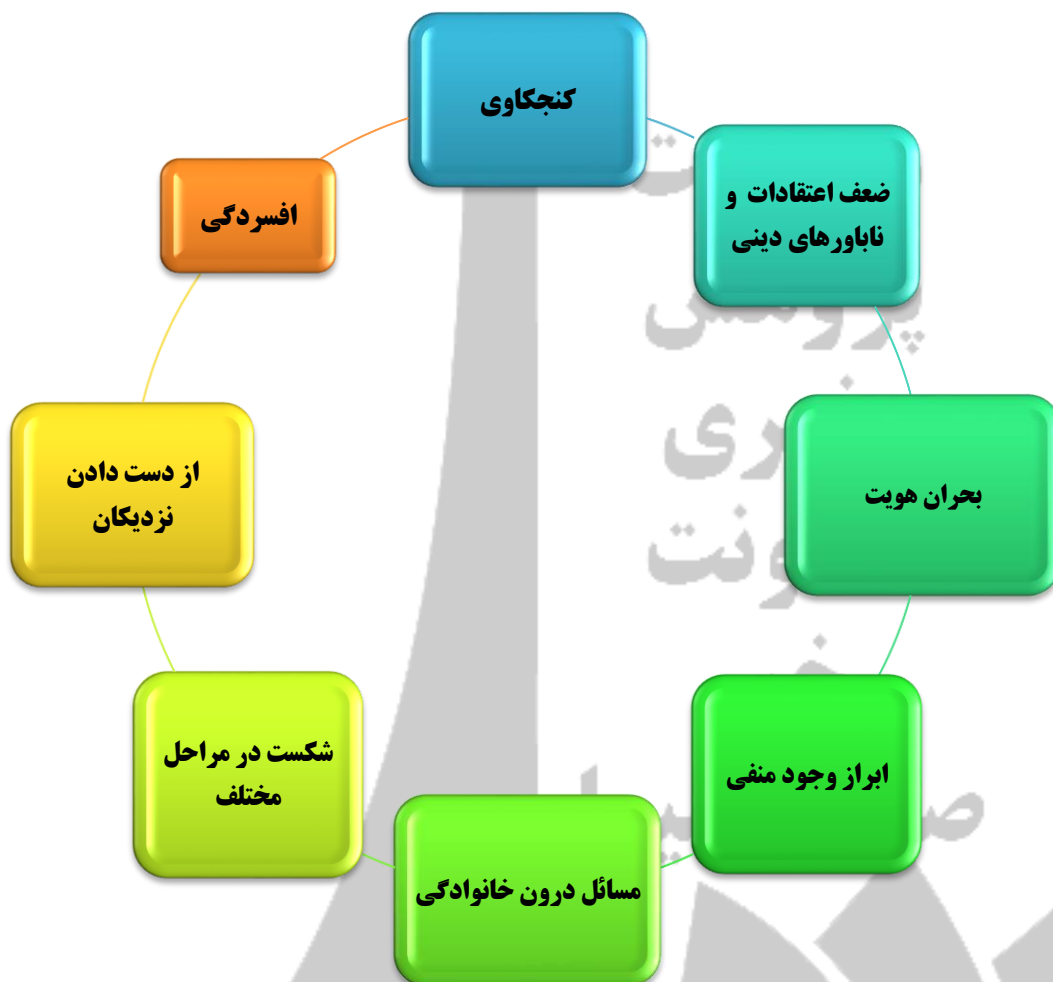 کنجکاوی
ضعف اعتقادات و
ناباورهای دینی
بحران هویت
ابراز وجود منفی
مسائل درون خانوادگی
شکست در مراحل
مختلف
از دست دادن
نزدیکان
افسردگی
پژوهش